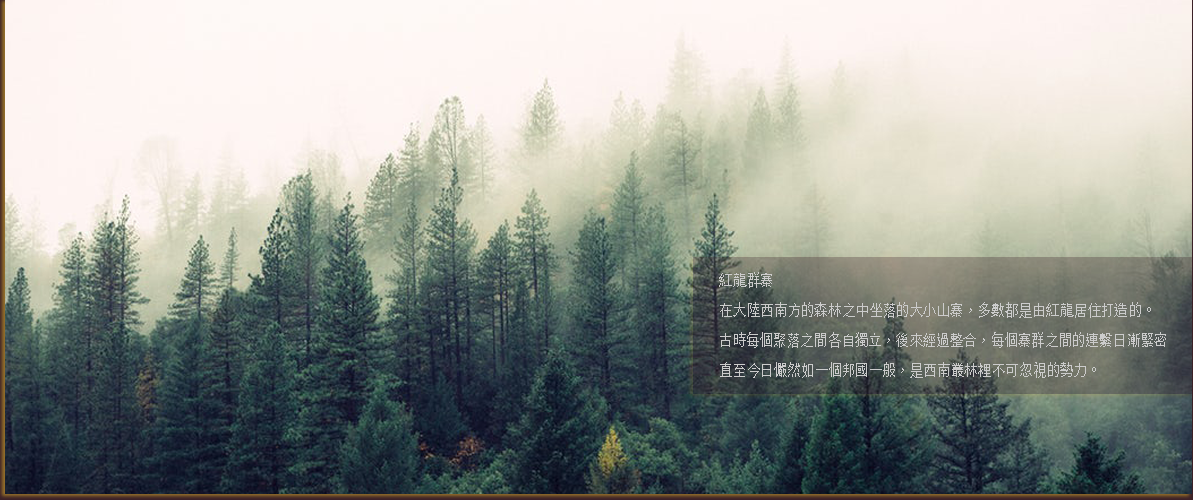 紅龍群寨
在大陸西南方的森林之中坐落的大小山寨，多數都是由紅龍居住打造的。
古時每個聚落之間各自獨立，後來經過整合，每個寨群之間的連繫日漸緊密
直至今日儼然如一個邦國一般，是西南叢林裡不可忽視的勢力。